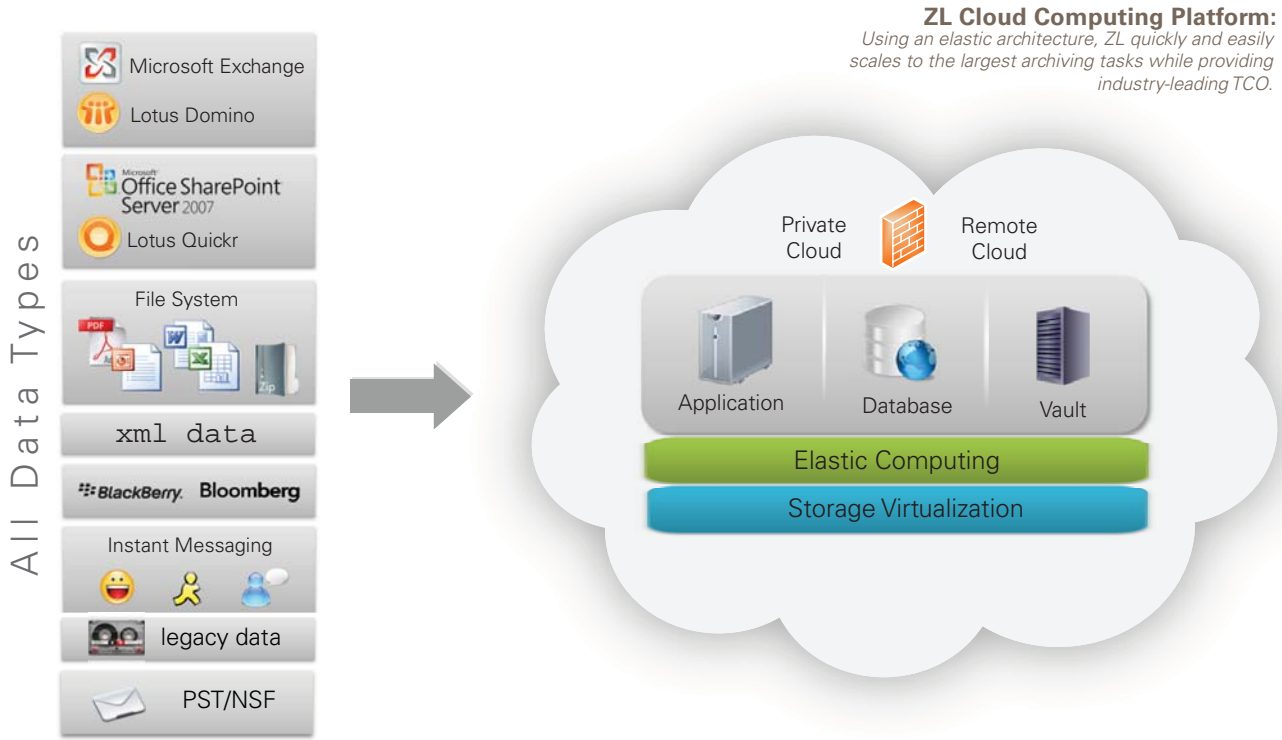 ZL Cloud Computing Platform:
Using an elastic architecture, ZL quickly and easily
scales to the largest archiving tasks while providing
industry-leading TCO.
All Data Types
Microsoft Exchange
Lotus Domino
Microsoft
Office SharePoint
Server 2007
Lotus Quickr
File System
PDF
Zip
xml data
BlackBerry. Bloomberg
Instant Messaging
legacy data
PST/NSF
Private
Cloud
Remote
Cloud
Application
Database
Vault
Elastic Computing
Storage Virtualization